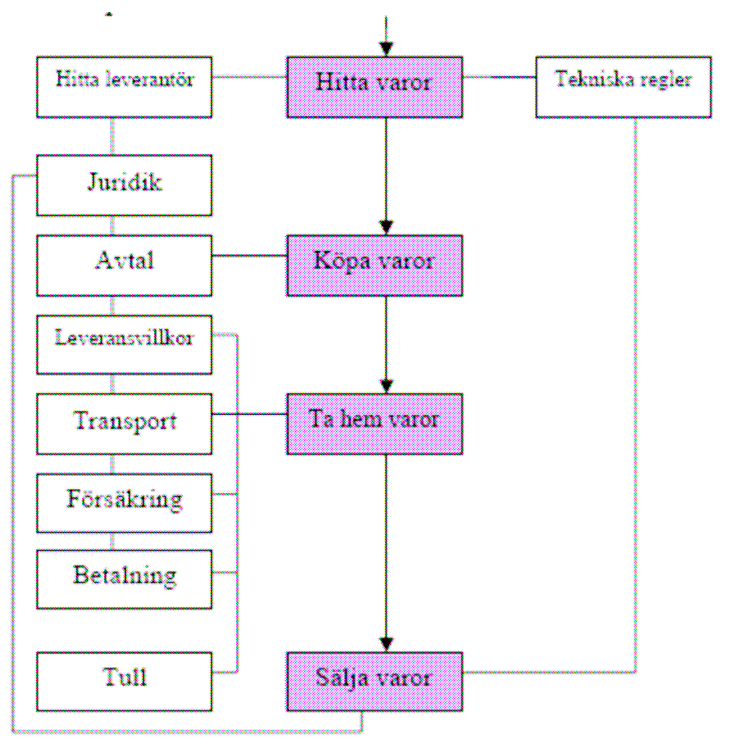 Hitta leverantör
Hitta varor
Tekniska regler
Juridik
Avtal
Köpa varor
Leveransvillkor
Transport
Ta hem varor
Försäkring
Betalning
Tull
Sälja varor